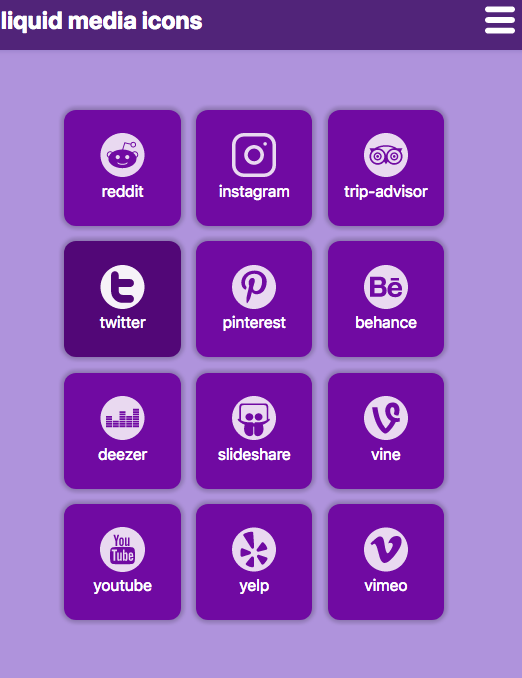 liquid media icons
reddit
instagram
trip-advisor
t
twitter
pinterest
Bē
behance
deezer
slideshare
vine
You
Tube
youtube
yelp
vimeo